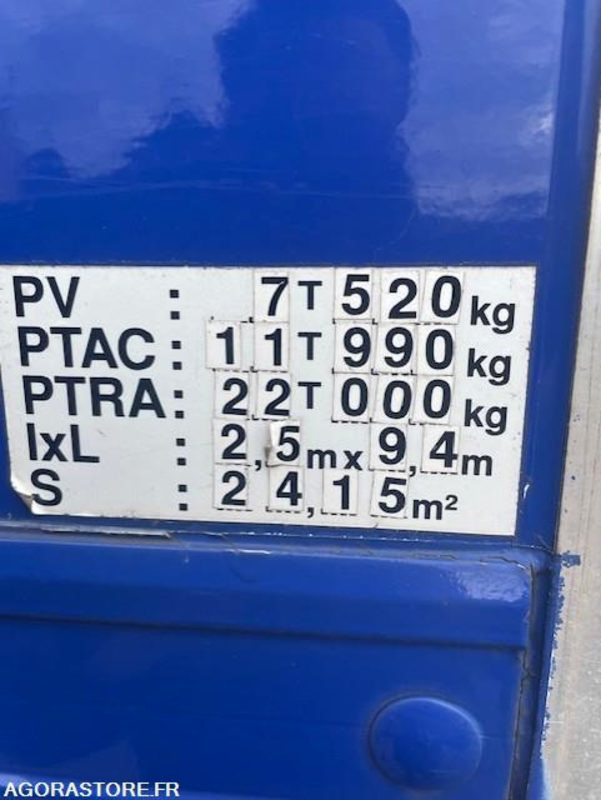 PV : 7T520kg
PTAC : 11T990kg
PTRA : 22T000kg
lxL : 2,5mx9,4m
S : 24,15m²
AGORASTORE.FR